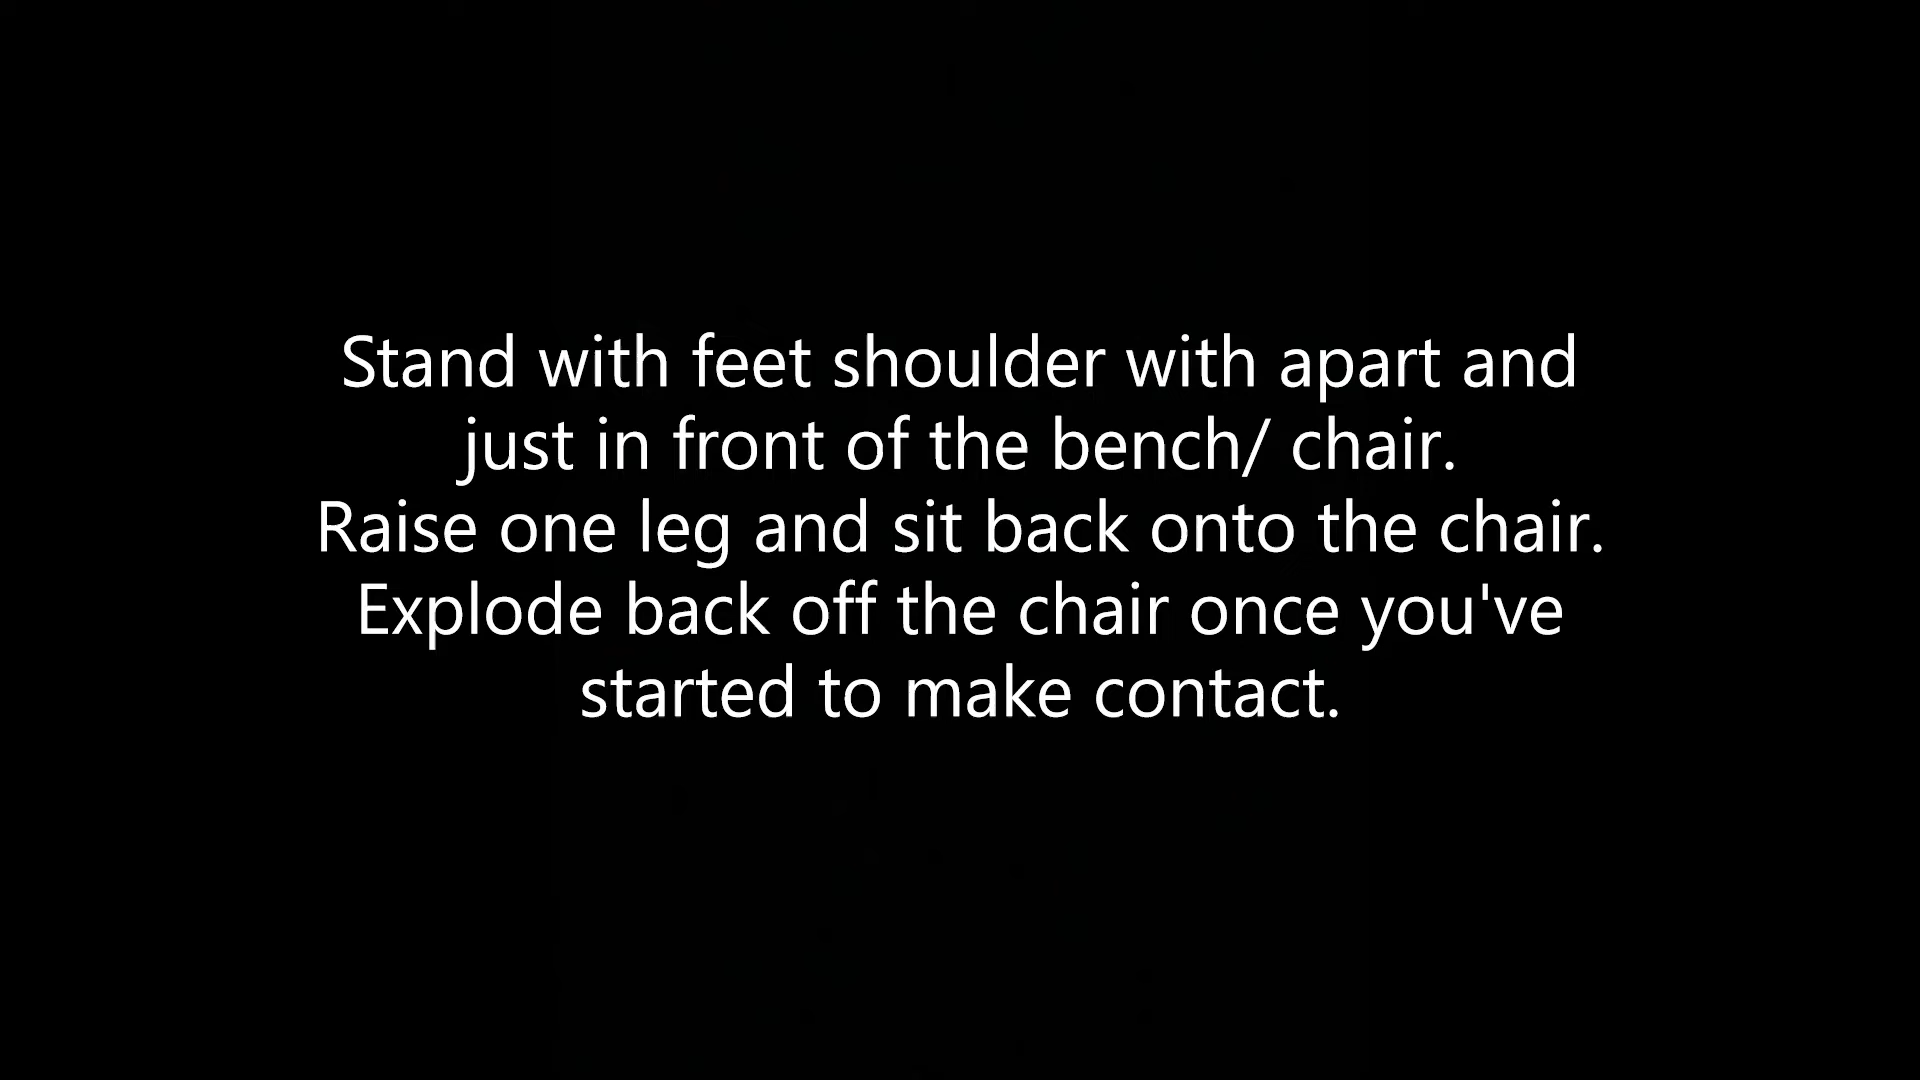 Stand with feet shoulder with apart and
just in front of the bench/ chair.
Raise one leg and sit back onto the chair.
Explode back off the chair once you've
started to make contact.